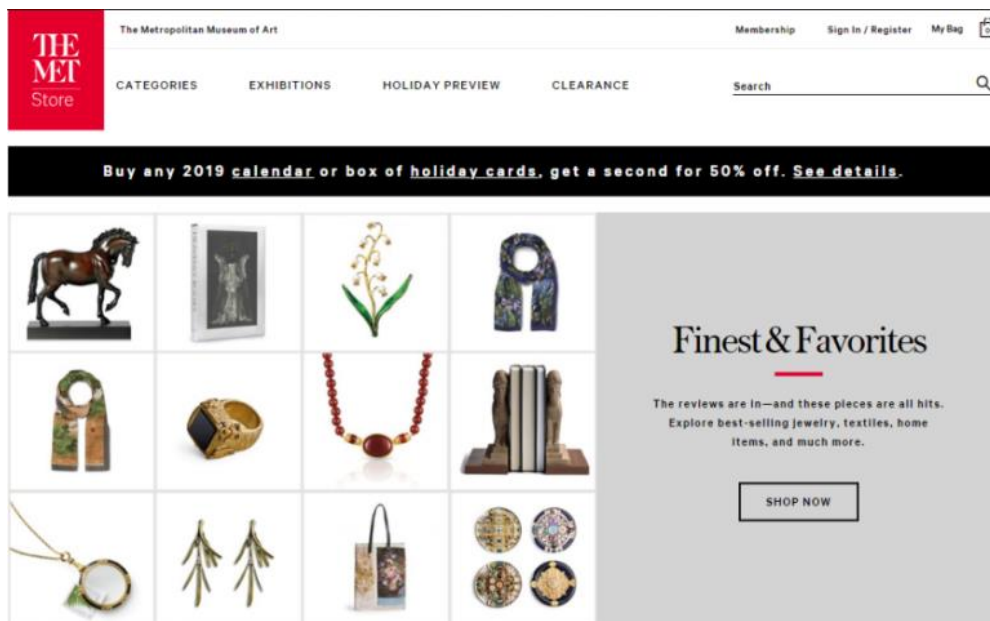 THE
MET
Store
The Metropolitan Museum of Art
Membership
Sign In / Register
My Bag
0
CATEGORIES
EXHIBITIONS
HOLIDAY PREVIEW
CLEARANCE
Search
Buy any 2019 calendar or box of holiday cards, get a second for 50% off. See details.
Finest & Favorites
The reviews are in—and these pieces are all hits.
Explore best-selling jewelry, textiles, home
items, and much more.
SHOP NOW